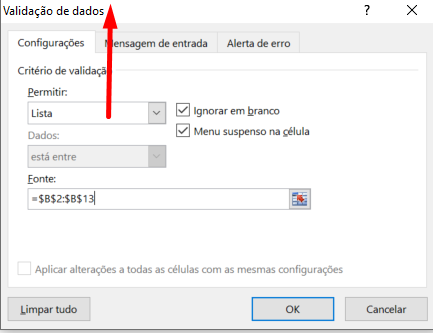 Validação de dados ? ×
Configurações Mensagem de entrada Alerta de erro
Critério de validação
Permitir:
Lista
Ignorar em branco
Dados:
Menu suspenso na célula
está entre
Fonte:
=$B$2:$B$13
Aplicar alterações a todas as células com as mesmas configurações
Limpar tudo OK Cancelar